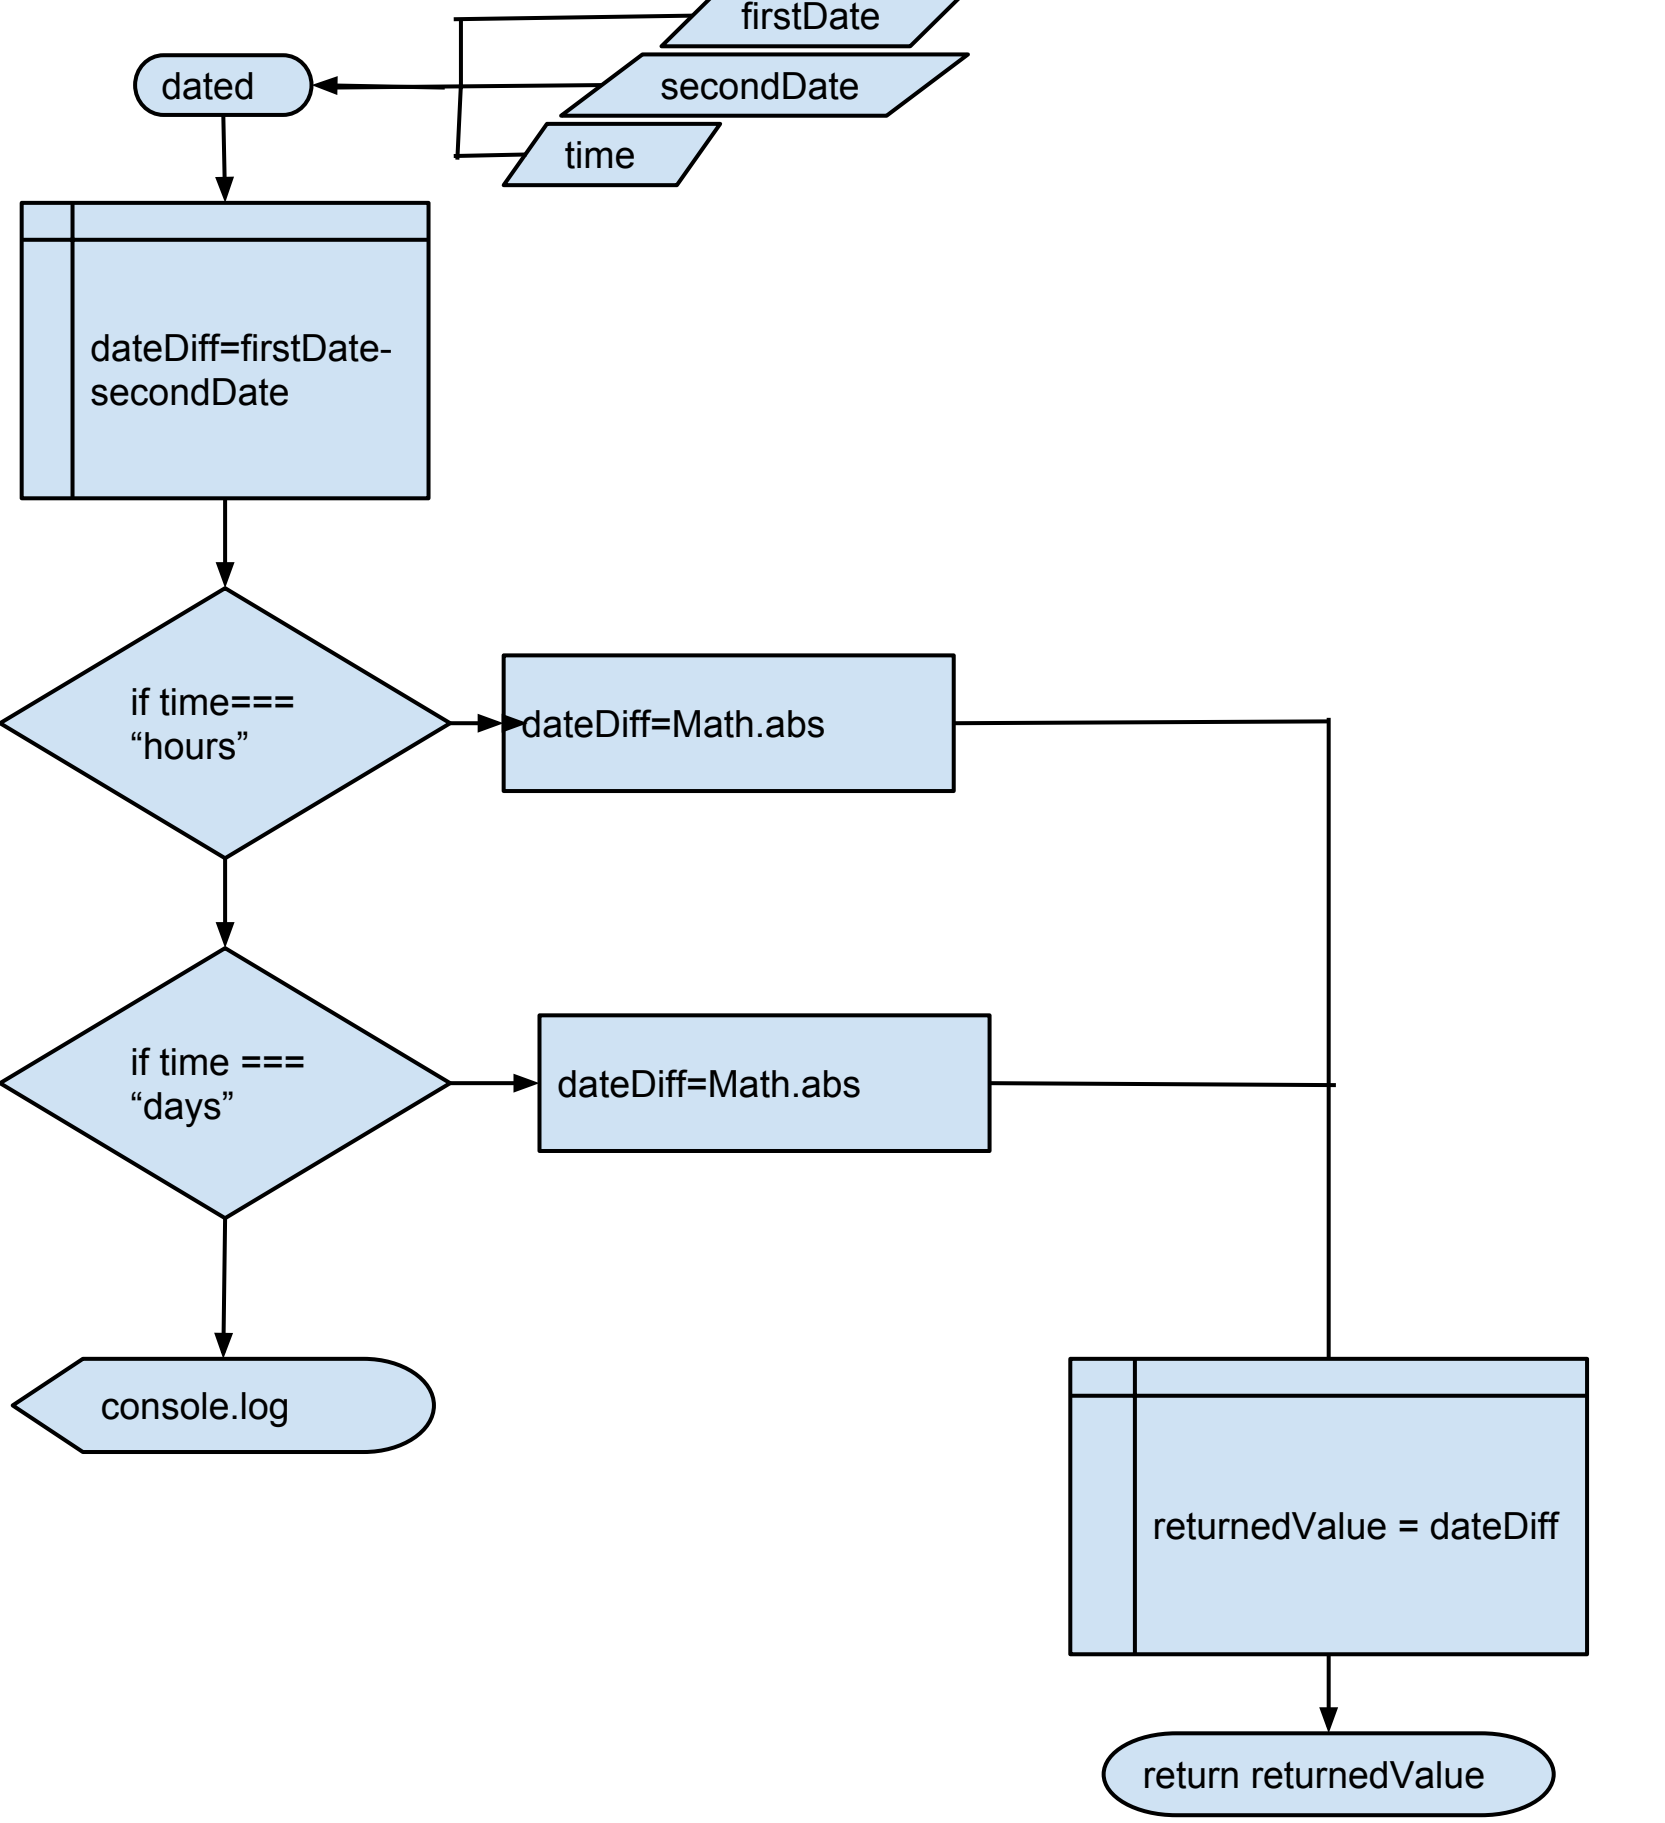 firstDate
dated
secondDate
time
dateDiff=firstDate-
secondDate
if time===
“hours”
dateDiff=Math.abs
if time ===
“days”
dateDiff=Math.abs
console.log
returnedValue = dateDiff
return returnedValue